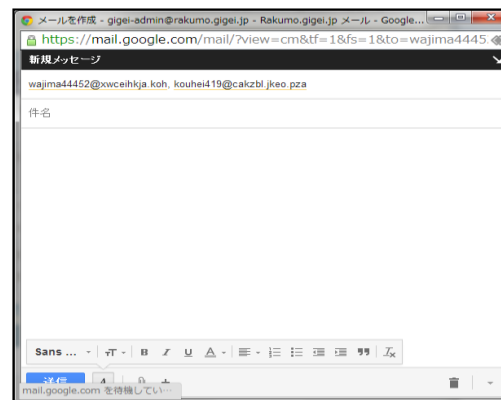 メールを作成 - gigei-admin@rakumo.gigei.jp - Rakumo.gigei.jp メール - Google...
https://mail.google.com/mail/?view=cm&tf=1&fs=1&to=wajima4445
新規メッセージ
wajima44452@xwceihkja.koh, kouhei419@cakzbl.jkeo.pza
件名
Sans ... T B I U A Tx
送信
mail.google.com を待機してい…